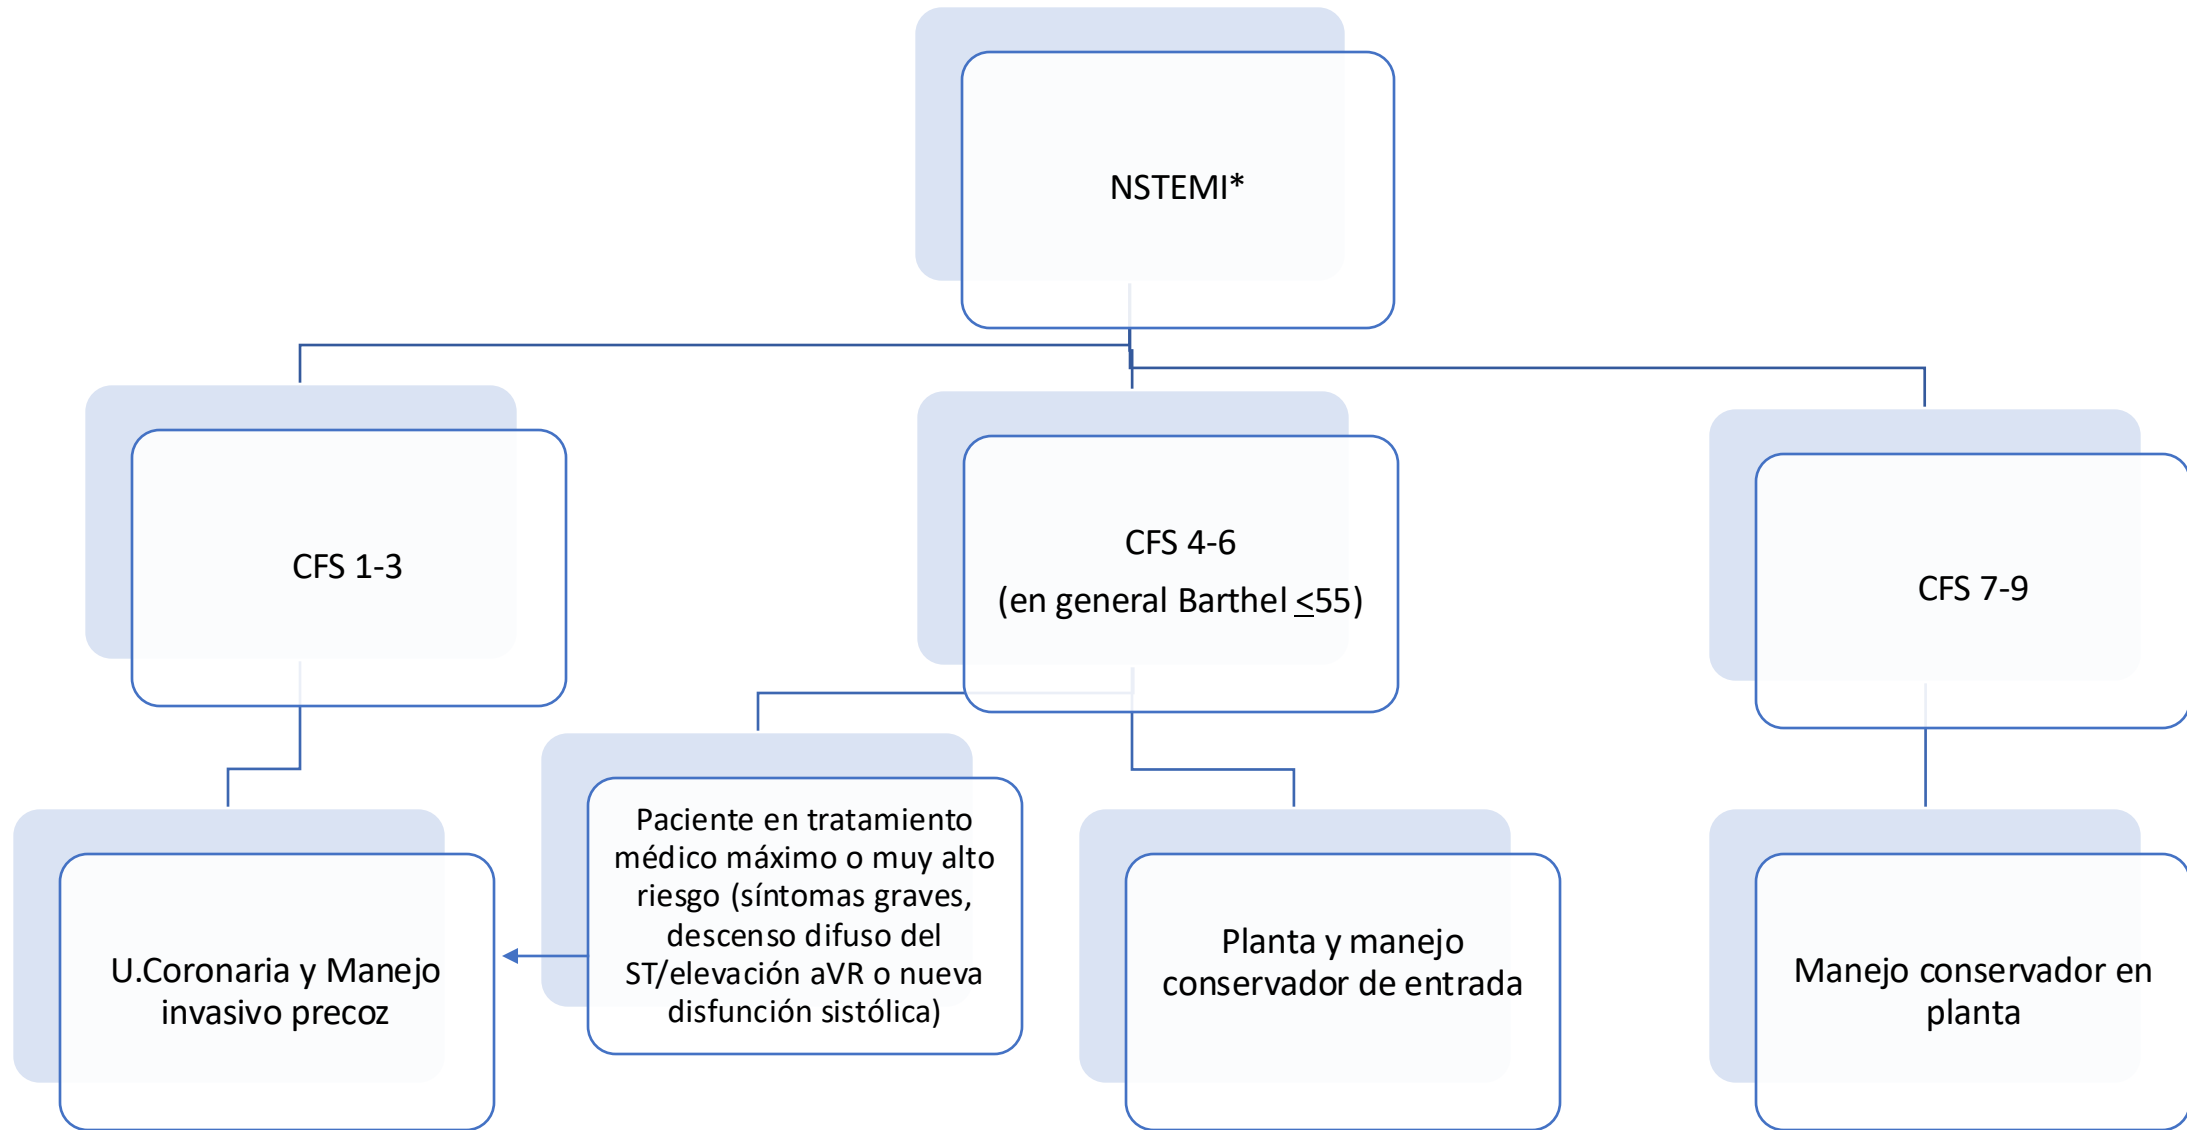 NSTEMI*
CFS 1-3
CFS 4-6
(en general Barthel <55)
CFS 7-9
Paciente en tratamiento
médico máximo o muy alto
riesgo (síntomas graves,
descenso difuso del
ST/elevación aVR o nueva
disfunción sistólica)
U.Coronaria y Manejo
invasivo precoz
Planta y manejo
conservador de entrada
Manejo conservador en
planta